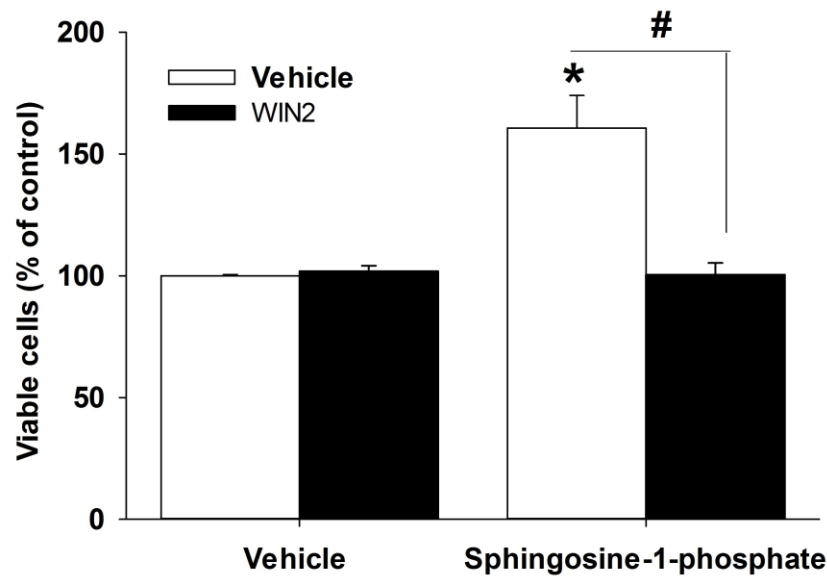 200
150
100
50
0
Viable cells (% of control)
Vehicle
WIN2
#
*
Vehicle
Sphingosine-1-phosphate